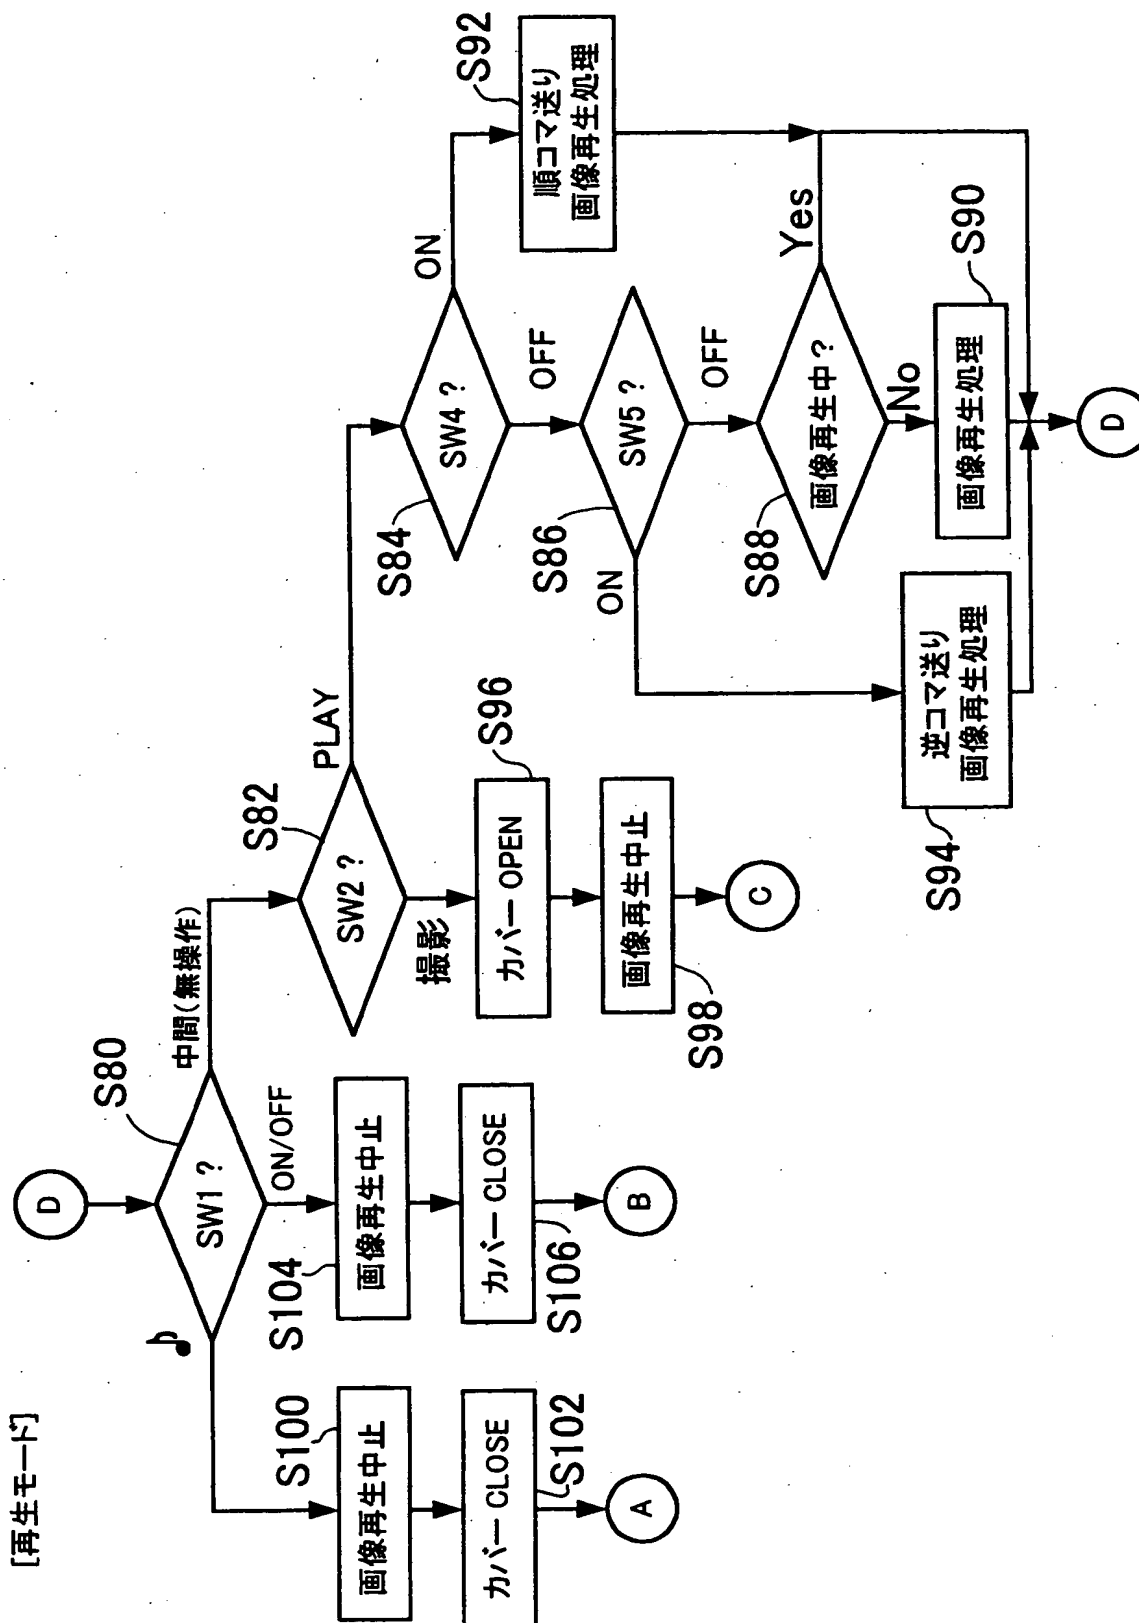 [再生モード]
D
S80
SW1 ?
中間(無操作)
ON/OFF
♪
S82
SW2 ?
PLAY
撮影
S84
SW4 ?
ON
OFF
S92
順コマ送り
画像再生処理
S86
SW5 ?
ON
OFF
S88
画像再生中 ?
Yes
No
S90
画像再生処理
S94
逆コマ送り
画像再生処理
D
S96
カバー OPEN
S98
画像再生中止
C
S104
画像再生中止
S106
カバー CLOSE
B
S100
画像再生中止
S102
カバー CLOSE
A